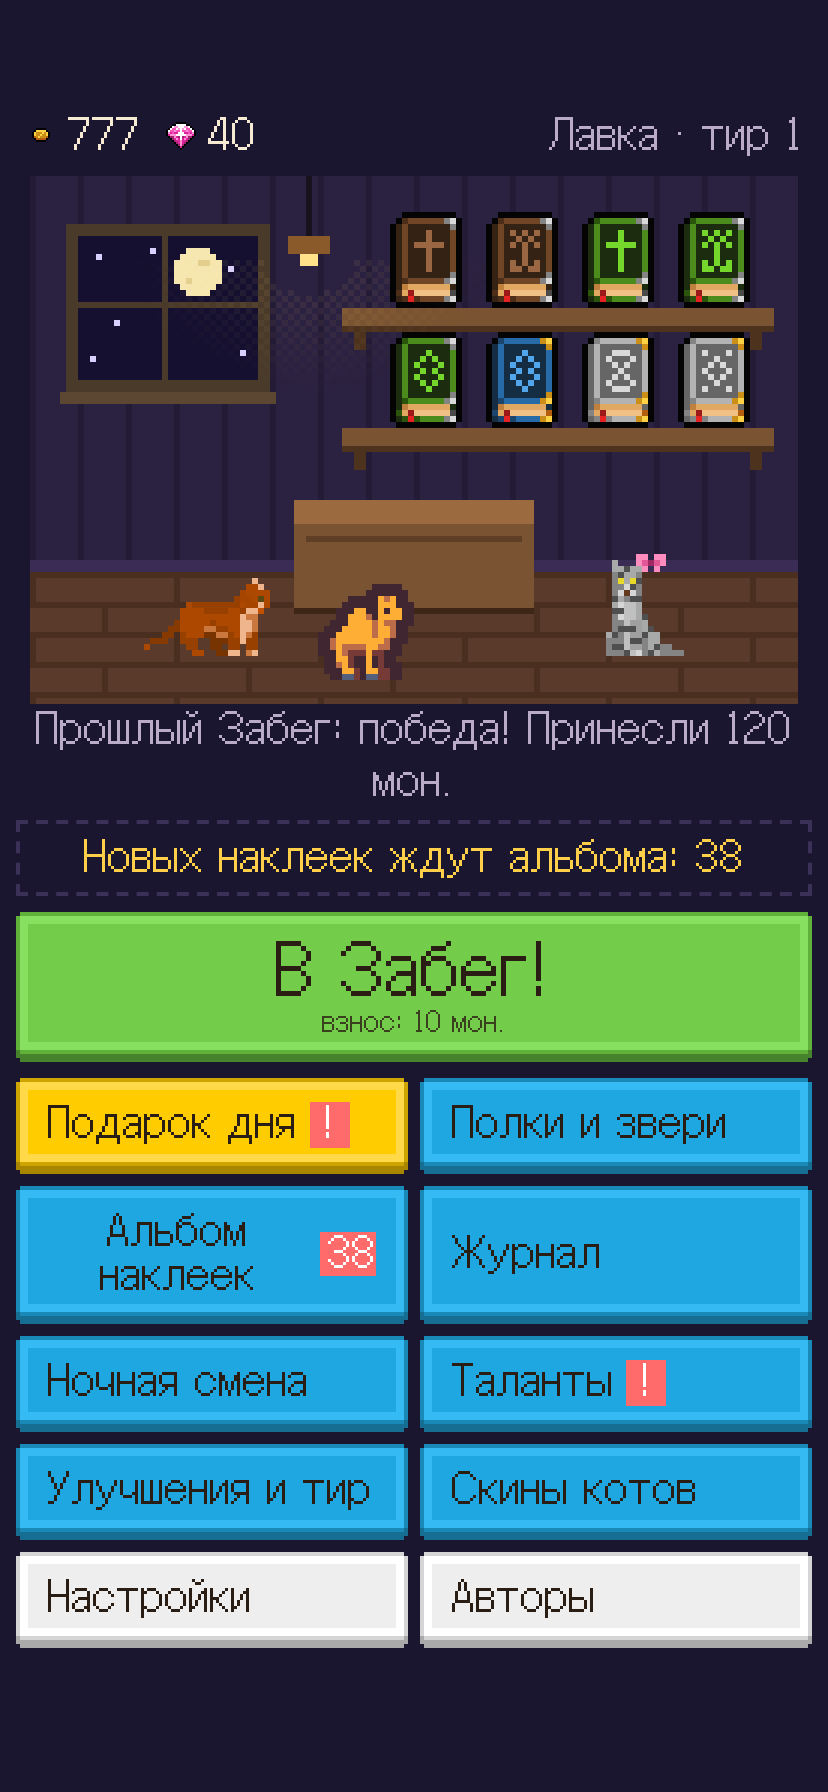 777 40 Лавка · тир 1
Прошлый Забег: победа! Принесли 120
мон.
Новых наклеек ждут альбома: 38
В Забег!
взнос: 10 мон.
Подарок дня !
Полки и звери
Альбом
наклеек
38
Журнал
Ночная смена
Таланты !
Улучшения и тир
Скины котов
Настройки
Авторы